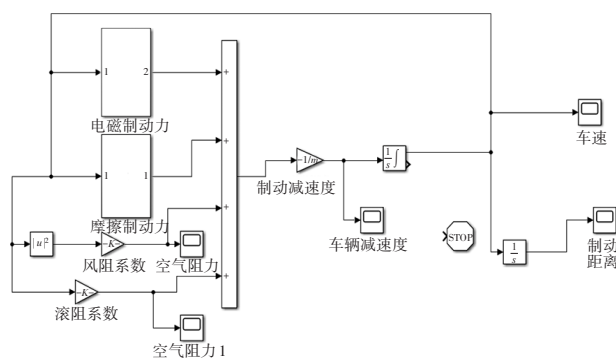 1
2
电磁制动力
1
1
摩擦制动力
|u|²
-K-
风阻系数
空气阻力
-K-
滚阻系数
空气阻力 1
+
+
+
+
-1/m
制动减速度
车辆减速度
1/s ∫
STOP
1/s
车速
制动
距离